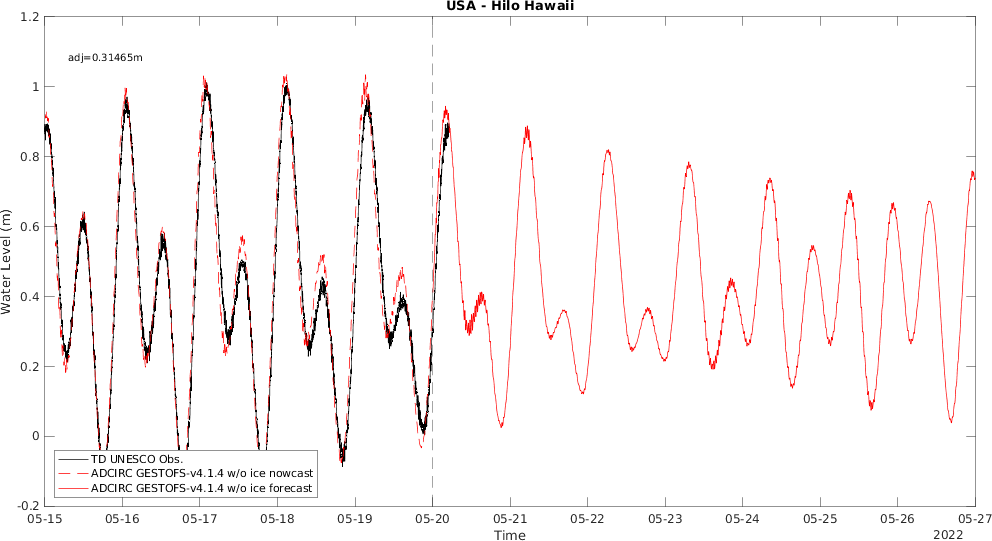 USA - Hilo Hawaii
adj=0.31465m
1.2
1
0.8
0.6
0.4
0.2
0
-0.2
Water Level (m)
TD UNESCO Obs.
ADCIRC GESTOFS-v4.1.4 w/o ice nowcast
ADCIRC GESTOFS-v4.1.4 w/o ice forecast
05-15 05-16 05-17 05-18 05-19 05-20 05-21 05-22 05-23 05-24 05-25 05-26 05-27
Time
2022